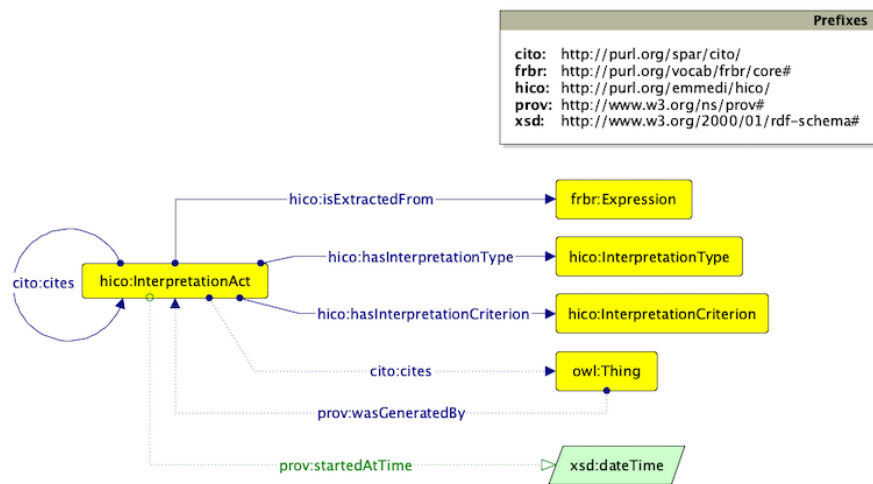 Prefixes
cito: http://purl.org/spar/cito/
frbr: http://purl.org/vocab/frbr/core#
hico: http://purl.org/emmedi/hico/
prov: http://www.w3.org/ns/prov#
xsd: http://www.w3.org/2000/01/rdf-schema#
hico:isExtractedFrom
frbr:Expression
hico:hasInterpretationType
hico:InterpretationType
cito:cites
hico:InterpretationAct
hico:hasInterpretationCriterion
hico:InterpretationCriterion
cito:cites
owl:Thing
prov:wasGeneratedBy
prov:startedAtTime
xsd:dateTime